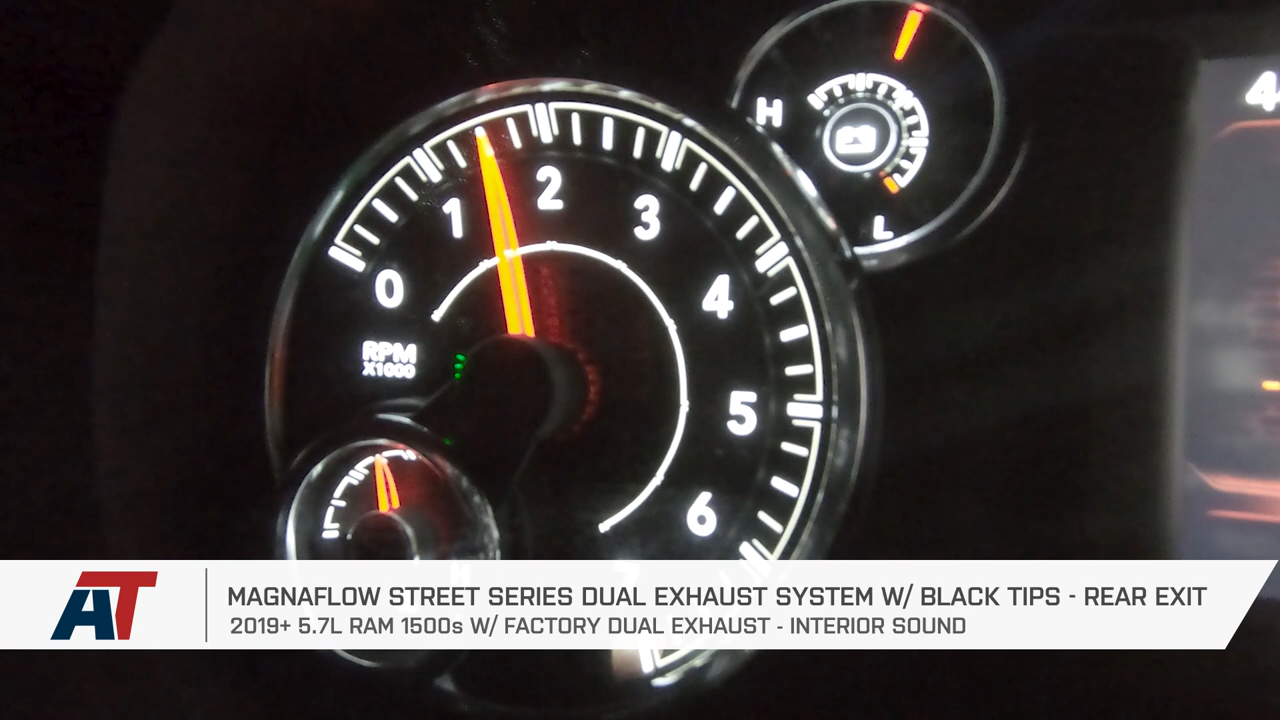 4
H
L
0
1
2
3
4
5
6
RPM
X1000
AT
MAGNAFLOW STREET SERIES DUAL EXHAUST SYSTEM W/ BLACK TIPS - REAR EXIT
2019+ 5.7L RAM 1500s W/ FACTORY DUAL EXHAUST - INTERIOR SOUND